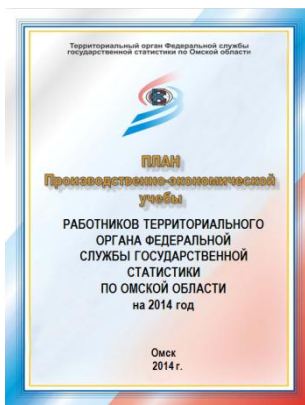 Территориальный орган Федеральной службы
государственной статистики по Омской области
ПЛАН
Производственно-экономической
учебы
РАБОТНИКОВ ТЕРРИТОРИАЛЬНОГО
ОРГАНА ФЕДЕРАЛЬНОЙ
СЛУЖБЫ ГОСУДАРСТВЕННОЙ
СТАТИСТИКИ
ПО ОМСКОЙ ОБЛАСТИ
на 2014 год
Омск
2014 г.